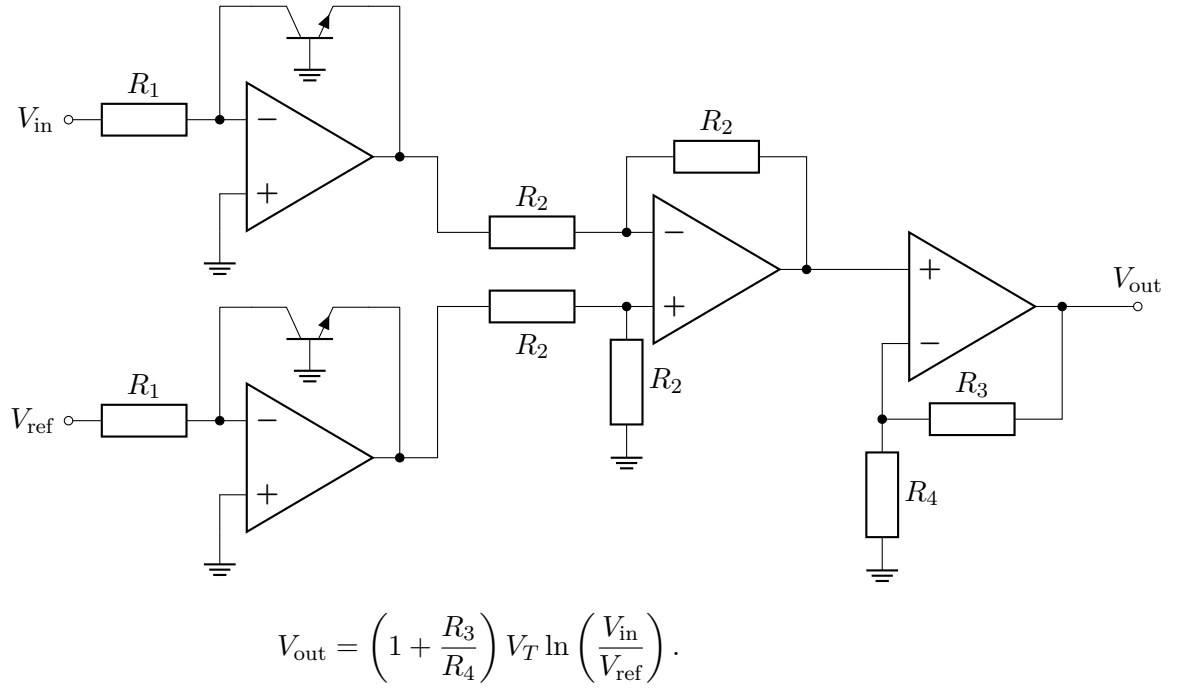 R₁
V_in
−
+
R₂
R₂
−
+
R₂
R₂
+
−
V_out
R₃
R₄
R₁
V_ref
−
+
V_out = (1 + R₃/R₄) V_T ln (V_in/V_ref).